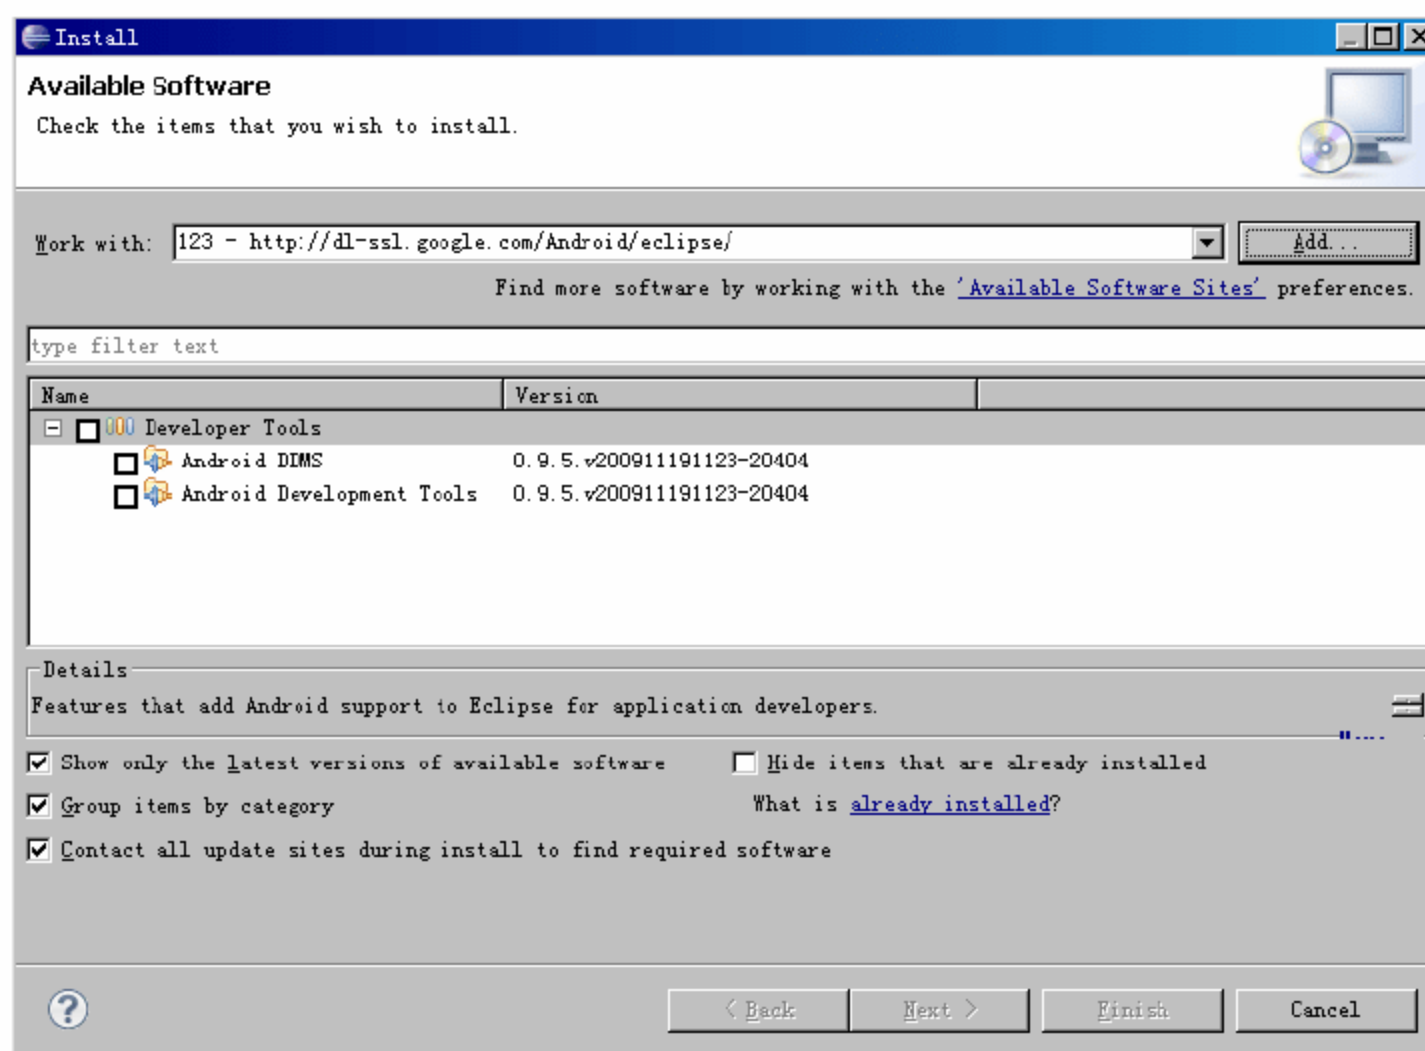 Install
Available Software
Check the items that you wish to install.
Work with: 123 - http://dl-ssl.google.com/Android/eclipse/ Add...
Find more software by working with the 'Available Software Sites' preferences.
type filter text
Name Version
Developer Tools
Android DDMS 0.9.5.v200911191123-20404
Android Development Tools 0.9.5.v200911191123-20404
Details
Features that add Android support to Eclipse for application developers.
Show only the latest versions of available software Hide items that are already installed
Group items by category What is already installed?
Contact all update sites during install to find required software
? < Back Next > Finish Cancel